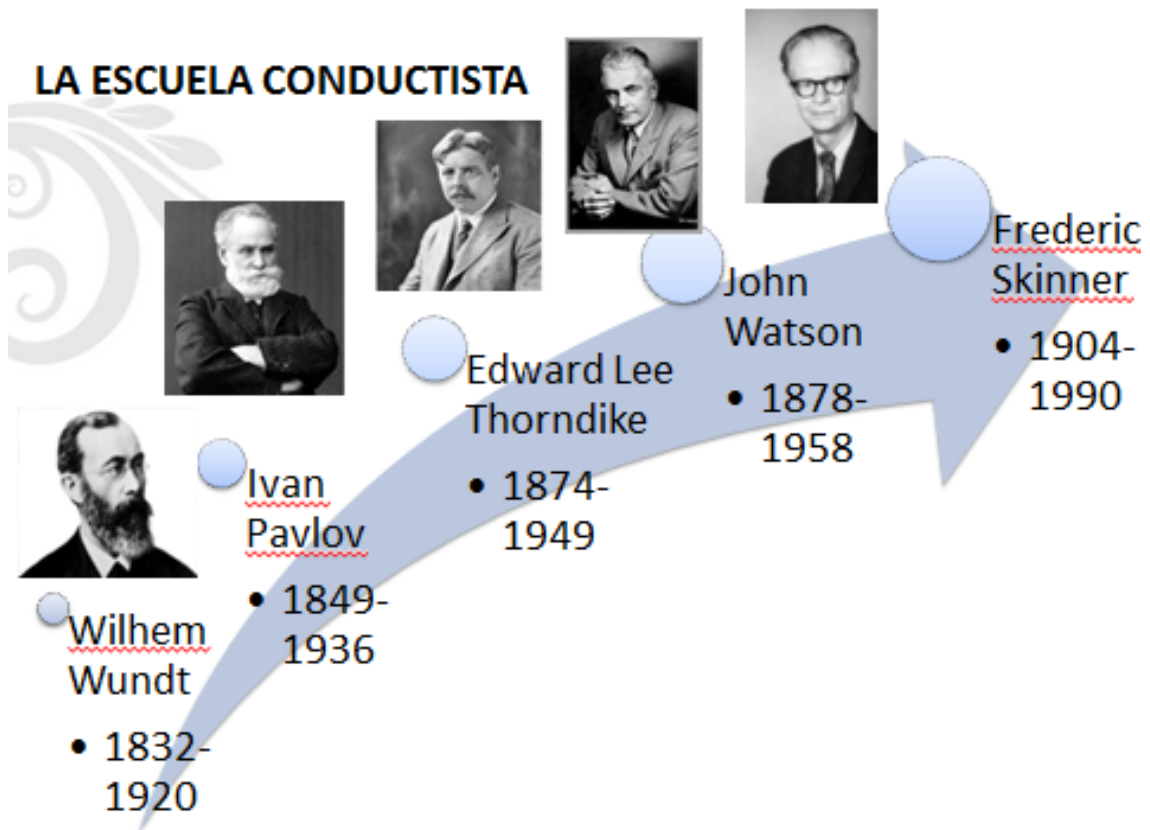 LA ESCUELA CONDUCTISTA
Wilhem
Wundt
• 1832-
1920
Ivan
Pavlov
• 1849-
1936
Edward Lee
Thorndike
• 1874-
1949
John
Watson
• 1878-
1958
Frederic
Skinner
• 1904-
1990